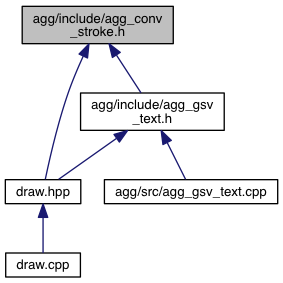 agg/include/agg_conv
_stroke.h
agg/include/agg_gsv
_text.h
draw.hpp
agg/src/agg_gsv_text.cpp
draw.cpp